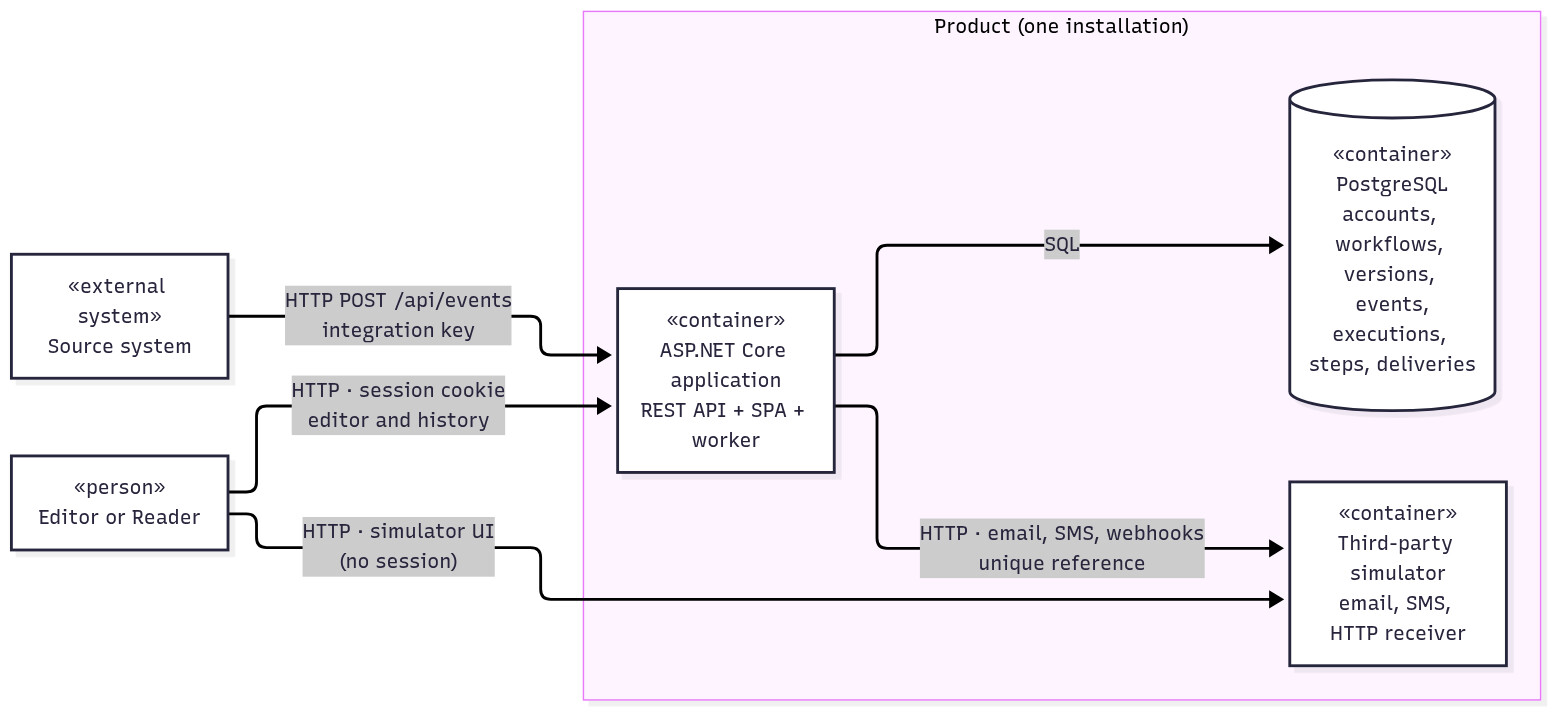 Product (one installation)
«external
system»
Source system
HTTP POST /api/events
integration key
«person»
Editor or Reader
HTTP · session cookie
editor and history
HTTP · simulator UI
(no session)
«container»
ASP.NET Core
application
REST API + SPA +
worker
SQL
HTTP · email, SMS, webhooks
unique reference
«container»
PostgreSQL
accounts,
workflows,
versions,
events,
executions,
steps, deliveries
«container»
Third-party
simulator
email, SMS,
HTTP receiver